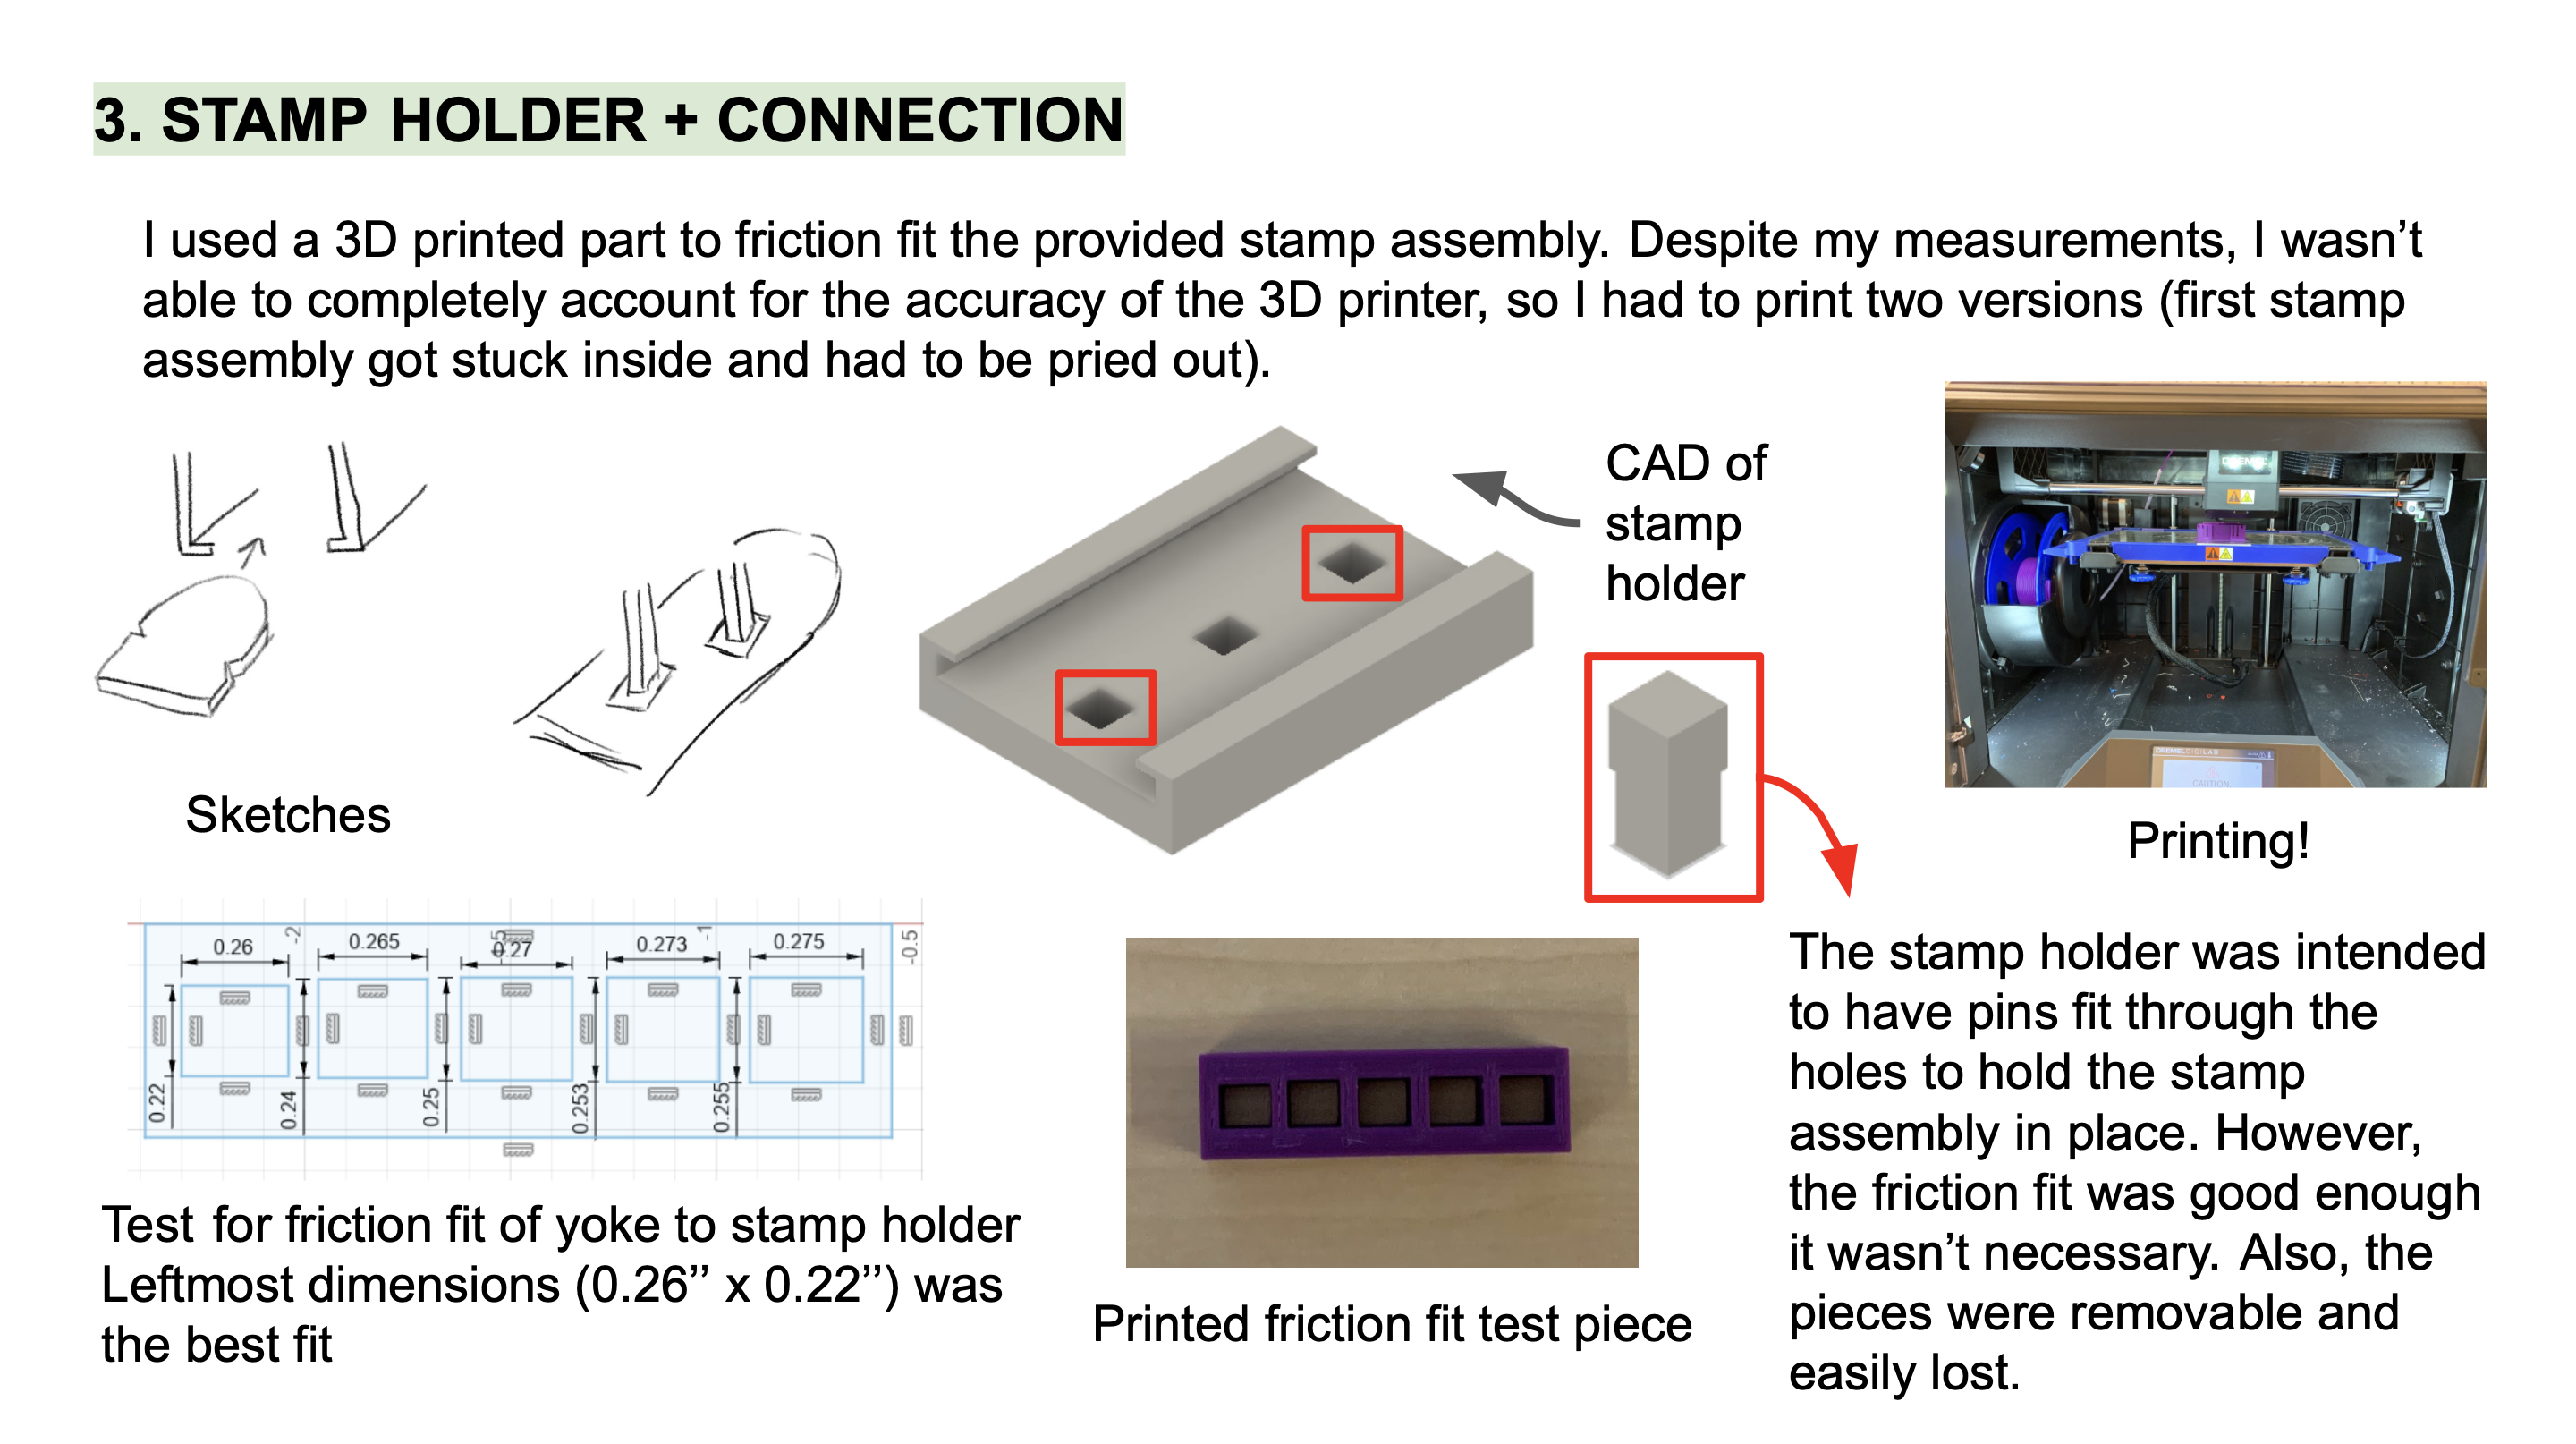 3. STAMP HOLDER + CONNECTION
I used a 3D printed part to friction fit the provided stamp assembly. Despite my measurements, I wasn’t
able to completely account for the accuracy of the 3D printer, so I had to print two versions (first stamp
assembly got stuck inside and had to be pried out).
CAD of
stamp
holder
Sketches
CAUTION
Printing!
0.26
-2
0.265
0.27
0.273
-1
0.275
-0.5
0.22
0.24
0.25
0.253
0.255
Test for friction fit of yoke to stamp holder
Leftmost dimensions (0.26’’ x 0.22’’) was
the best fit
Printed friction fit test piece
The stamp holder was intended
to have pins fit through the
holes to hold the stamp
assembly in place. However,
the friction fit was good enough
it wasn’t necessary. Also, the
pieces were removable and
easily lost.